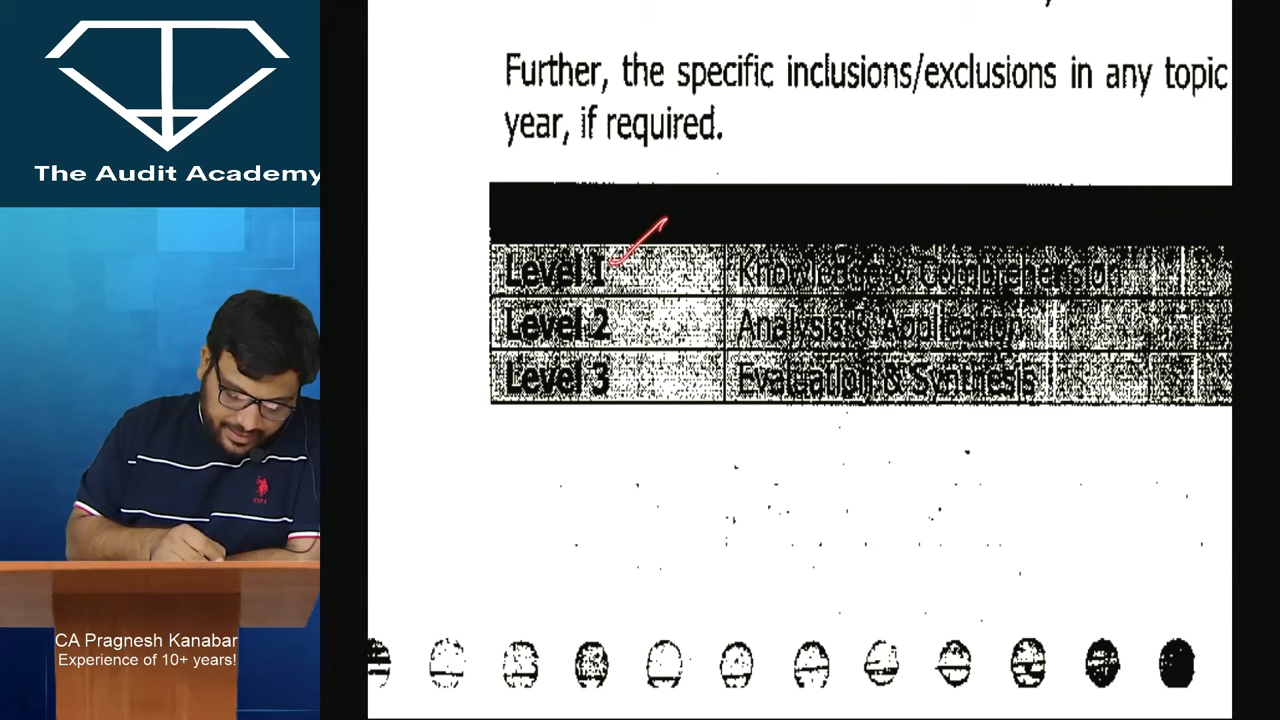 The Audit Academy
Further, the specific inclusions/exclusions in any topic
year, if required.
Level 1 Knowledge & Comprehension
Level 2 Analysis & Application
Level 3 Evaluation & Synthesis
CA Pragnesh Kanabar
Experience of 10+ years!